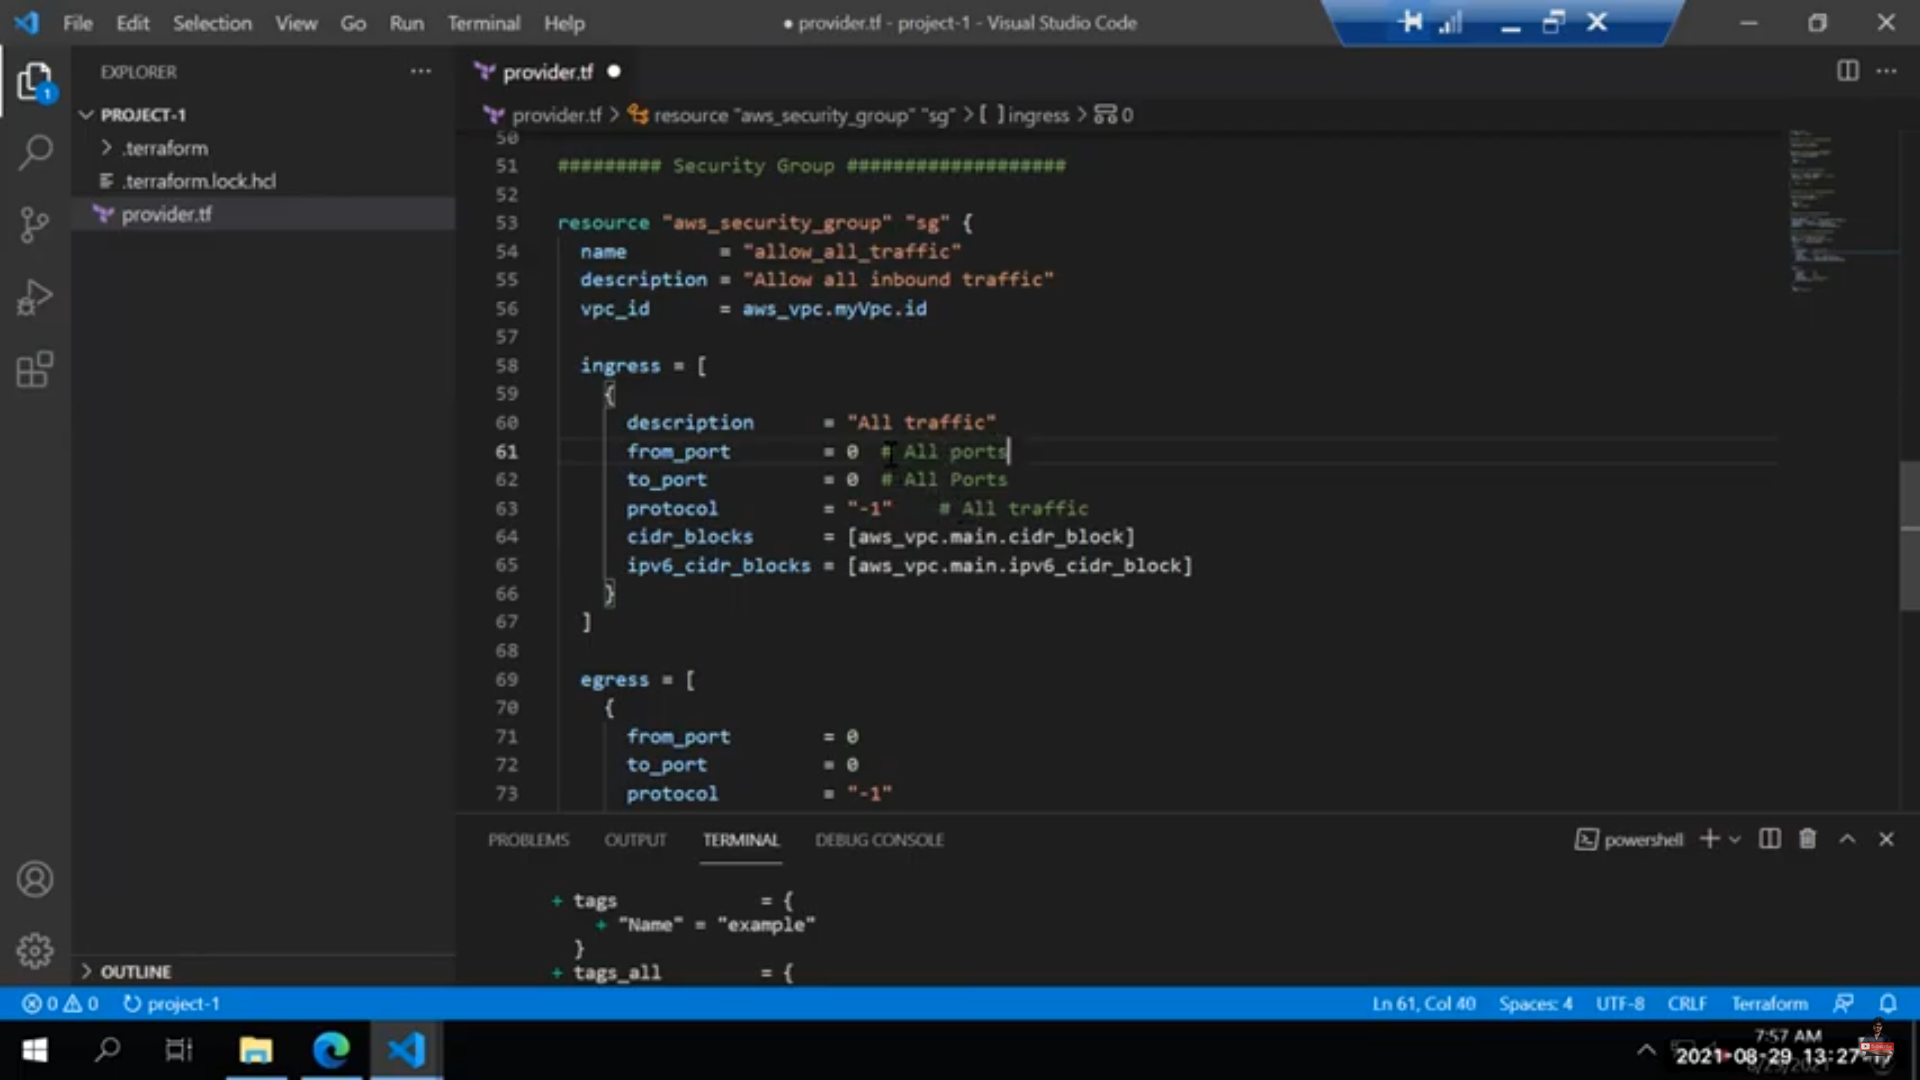 File Edit Selection View Go Run Terminal Help
● provider.tf - project-1 - Visual Studio Code
EXPLORER
provider.tf
PROJECT-1
.terraform
.terraform.lock.hcl
provider.tf
1
provider.tf > resource "aws_security_group" "sg" > [ ] ingress > 0
50
51 ######### Security Group ###################
52
53 resource "aws_security_group" "sg" {
54 name = "allow_all_traffic"
55 description = "Allow all inbound traffic"
56 vpc_id = aws_vpc.myVpc.id
57
58 ingress = [
59 {
60 description = "All traffic"
61 from_port = 0 # All ports
62 to_port = 0 # All Ports
63 protocol = "-1" # All traffic
64 cidr_blocks = [aws_vpc.main.cidr_block]
65 ipv6_cidr_blocks = [aws_vpc.main.ipv6_cidr_block]
66 }
67 ]
68
69 egress = [
70 {
71 from_port = 0
72 to_port = 0
73 protocol = "-1"
PROBLEMS OUTPUT TERMINAL DEBUG CONSOLE
powershell
+ tags = {
+ "Name" = "example"
}
+ tags_all = {
OUTLINE
0 0 project-1
Ln 61, Col 40 Spaces: 4 UTF-8 CRLF Terraform
7:57 AM
2021-08-29 13:27:17